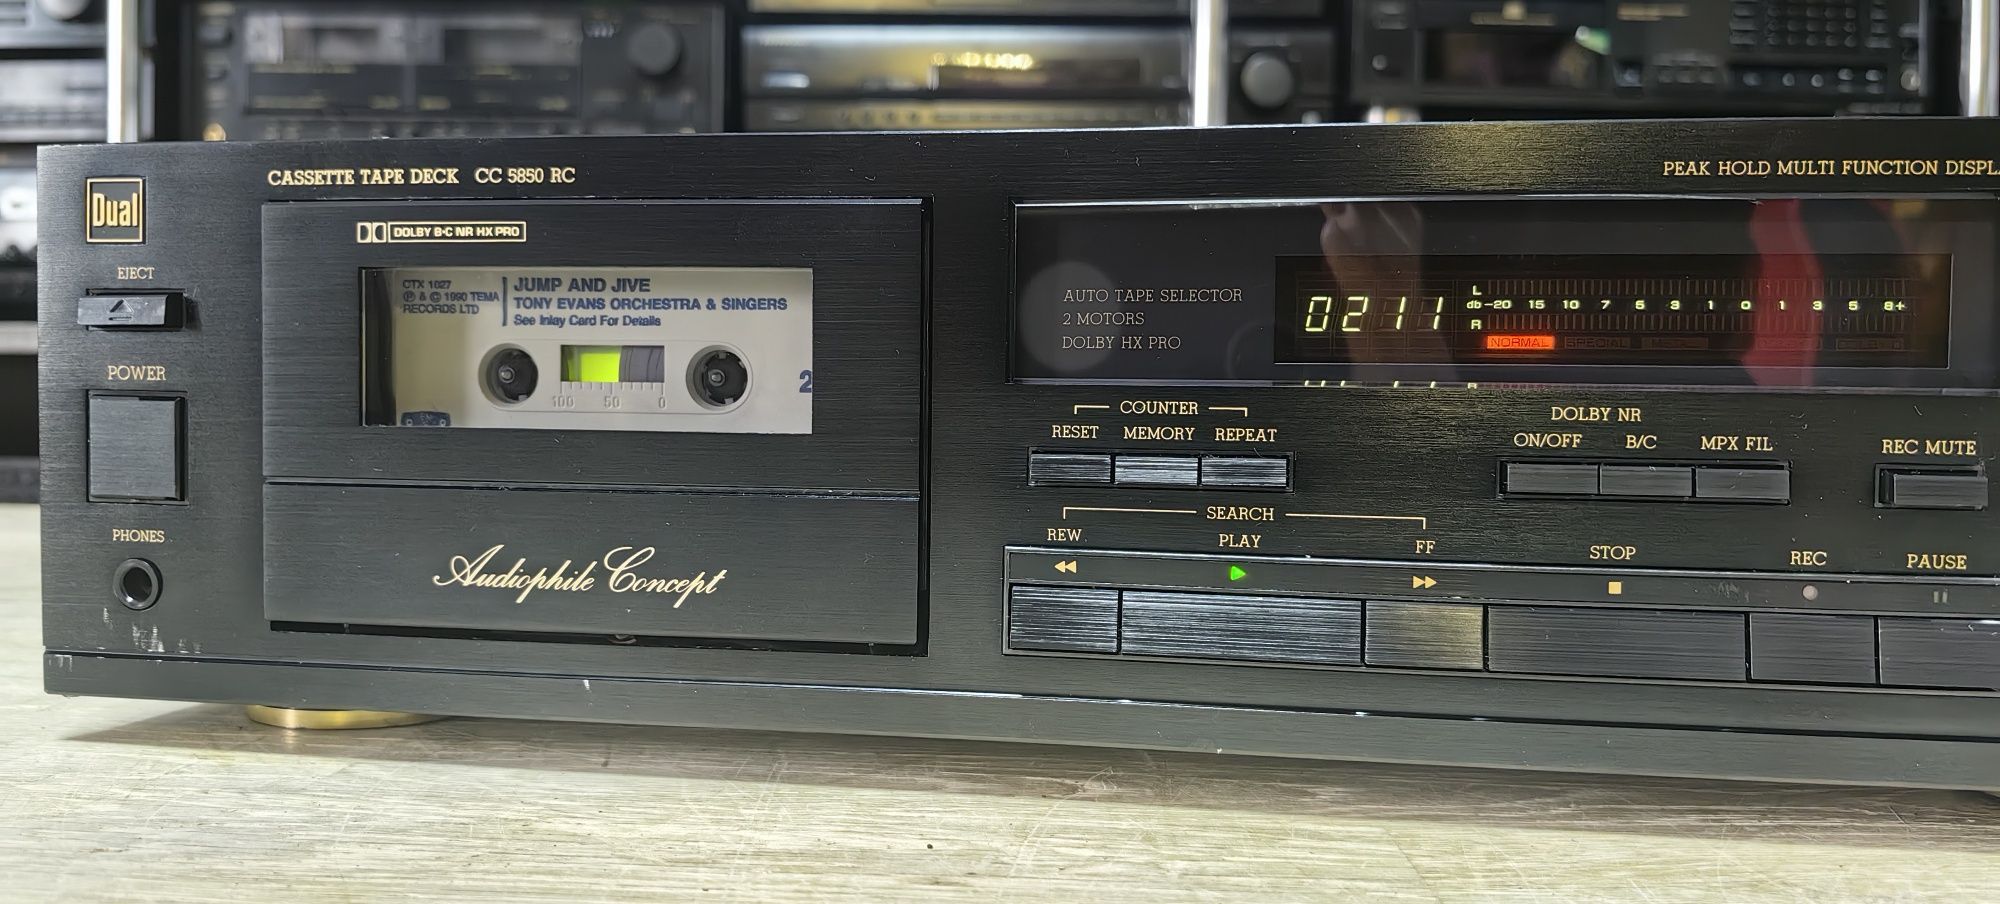 CASSETTE TAPE DECK CC 5850 RC
PEAK HOLD MULTI FUNCTION DISPL
Dual
EJECT
POWER
PHONES
DOLBY B·C NR HX PRO
CTX 1027
℗ & © 1990 TEMA
RECORDS LTD
JUMP AND JIVE
TONY EVANS ORCHESTRA & SINGERS
See Inlay Card For Details
100 50 0
2
Audiophile Concept
AUTO TAPE SELECTOR
2 MOTORS
DOLBY HX PRO
0211
L
db -20 15 10 7 5 3 1 0 1 3 5 8+
R
NORMAL SPECIAL METAL
COUNTER
RESET MEMORY REPEAT
DOLBY NR
ON/OFF B/C MPX FIL
REC MUTE
SEARCH
REW PLAY FF STOP REC PAUSE